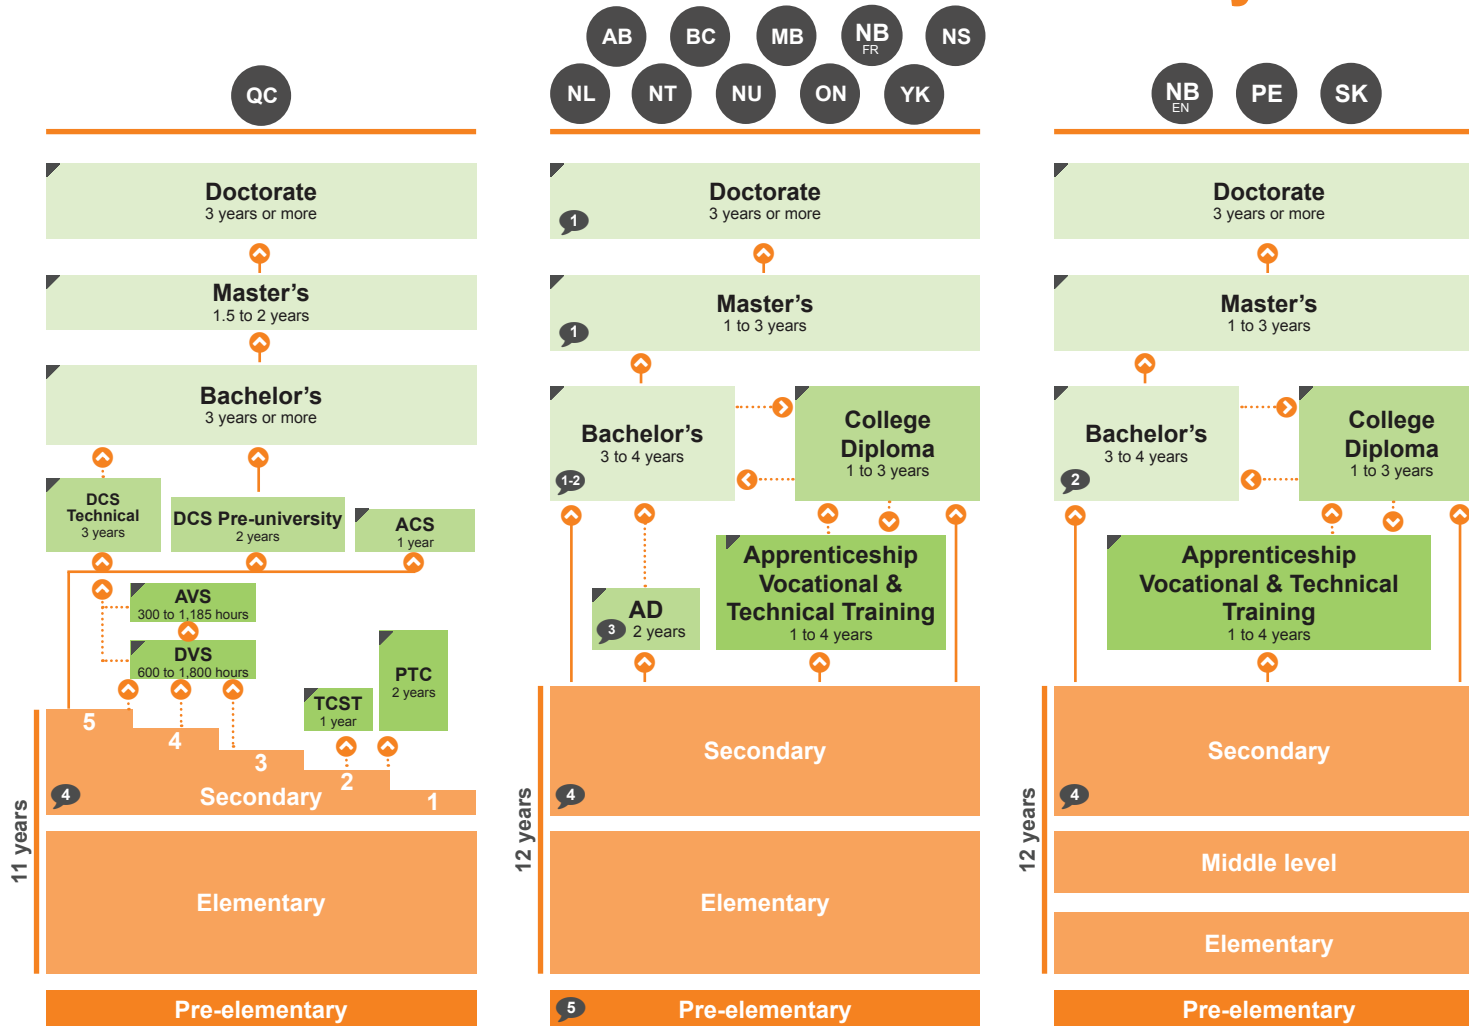 QC
Doctorate
3 years or more
Master's
1.5 to 2 years
Bachelor's
3 years or more
DCS
Technical
3 years
DCS Pre-university
2 years
ACS
1 year
AVS
300 to 1,185 hours
DVS
600 to 1,800 hours
TCST
1 year
PTC
2 years
5
4
3
2
1
4
Secondary
11 years
Elementary
Pre-elementary
AB
BC
MB
NB
FR
NS
NL
NT
NU
ON
YK
Doctorate
3 years or more
1
Master's
1 to 3 years
1
Bachelor's
3 to 4 years
1-2
College
Diploma
1 to 3 years
AD
3 2 years
Apprenticeship
Vocational &
Technical Training
1 to 4 years
Secondary
4
12 years
Elementary
5
Pre-elementary
NB
EN
PE
SK
Doctorate
3 years or more
Master's
1 to 3 years
Bachelor's
3 to 4 years
2
College
Diploma
1 to 3 years
Apprenticeship
Vocational & Technical
Training
1 to 4 years
Secondary
4
12 years
Middle level
Elementary
Pre-elementary